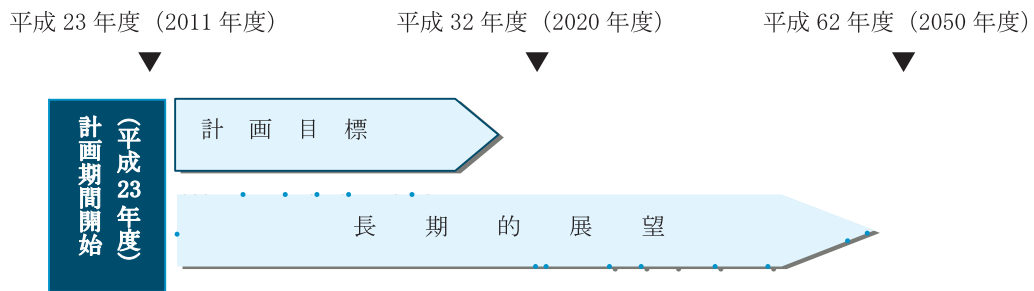 平成 23 年度（2011 年度）
平成 32 年度（2020 年度）
平成 62 年度（2050 年度）
計画期間開始
（平成23年度）
計画目標
長期的展望